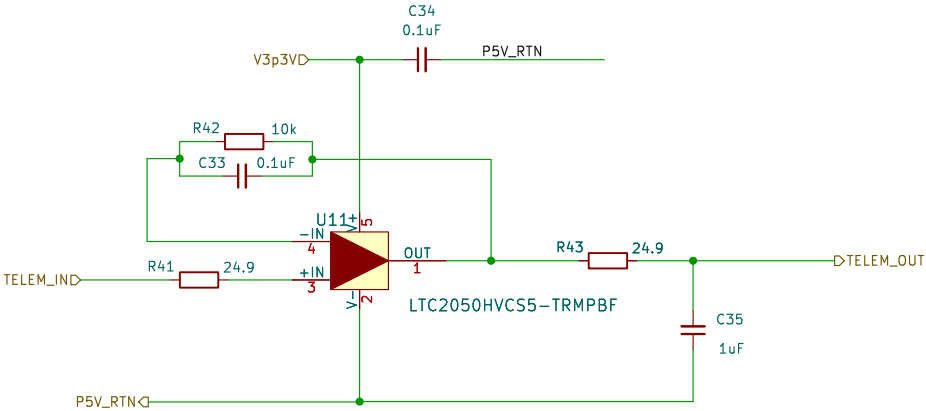 C34
0.1uF
V3p3V
P5V_RTN
R42
10k
C33
0.1uF
U11
V+
5
-IN
4
OUT
1
R43
24.9
TELEM_OUT
TELEM_IN
R41
24.9
+IN
3
V-
2
LTC2050HVCS5-TRMPBF
C35
1uF
P5V_RTN